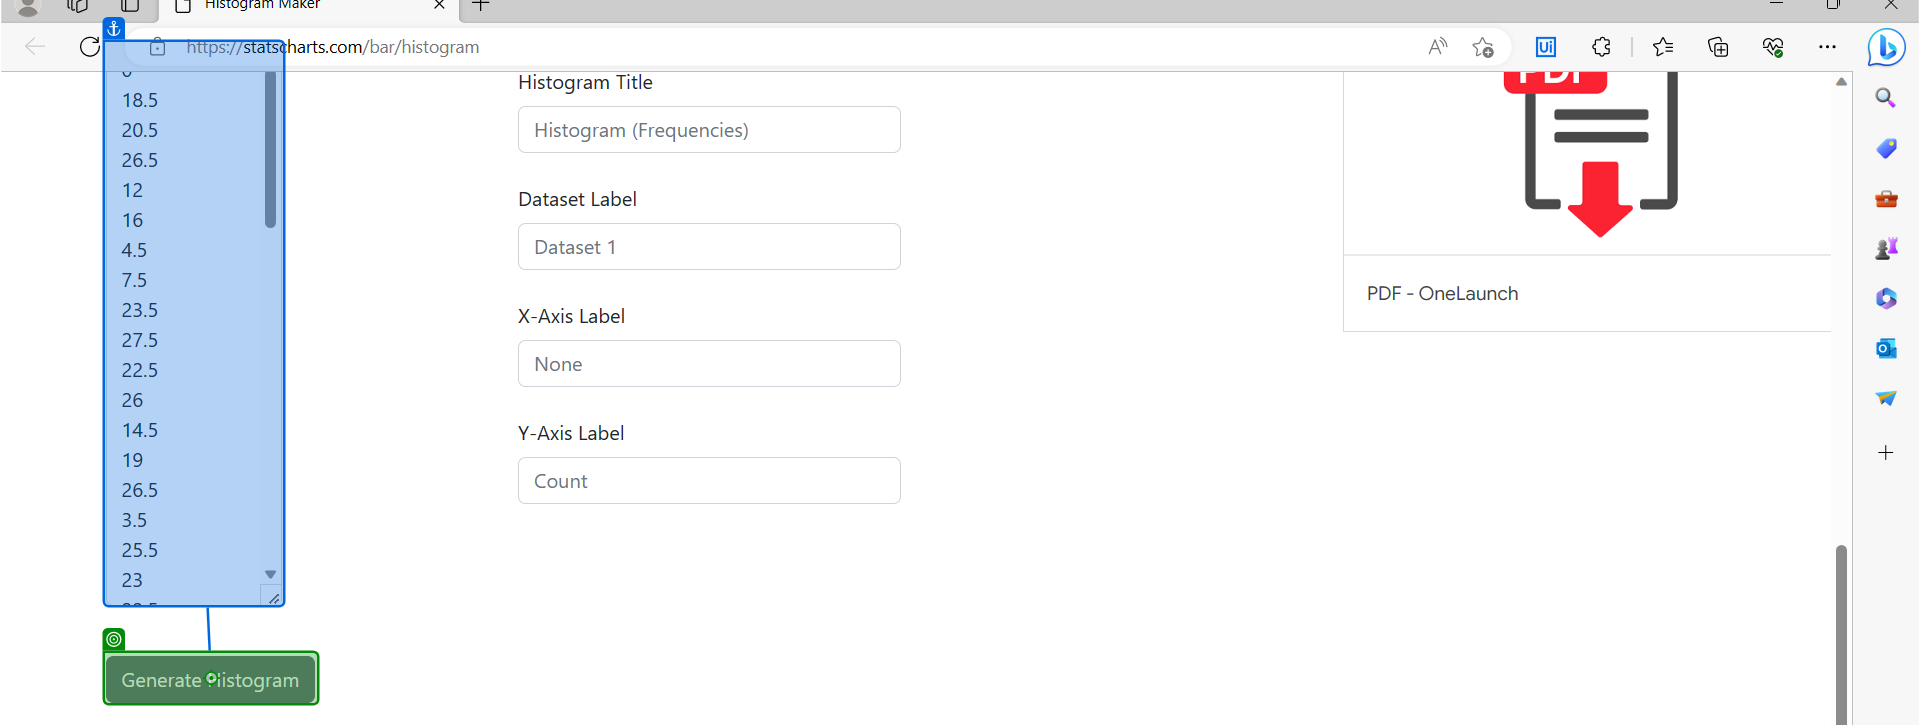 Histogram Maker
https://statscharts.com/bar/histogram
18.5
20.5
26.5
12
16
4.5
7.5
23.5
27.5
22.5
26
14.5
19
26.5
3.5
25.5
23
Generate Histogram
Histogram Title
Histogram (Frequencies)
Dataset Label
Dataset 1
X-Axis Label
None
Y-Axis Label
Count
PDF
PDF - OneLaunch
Ui